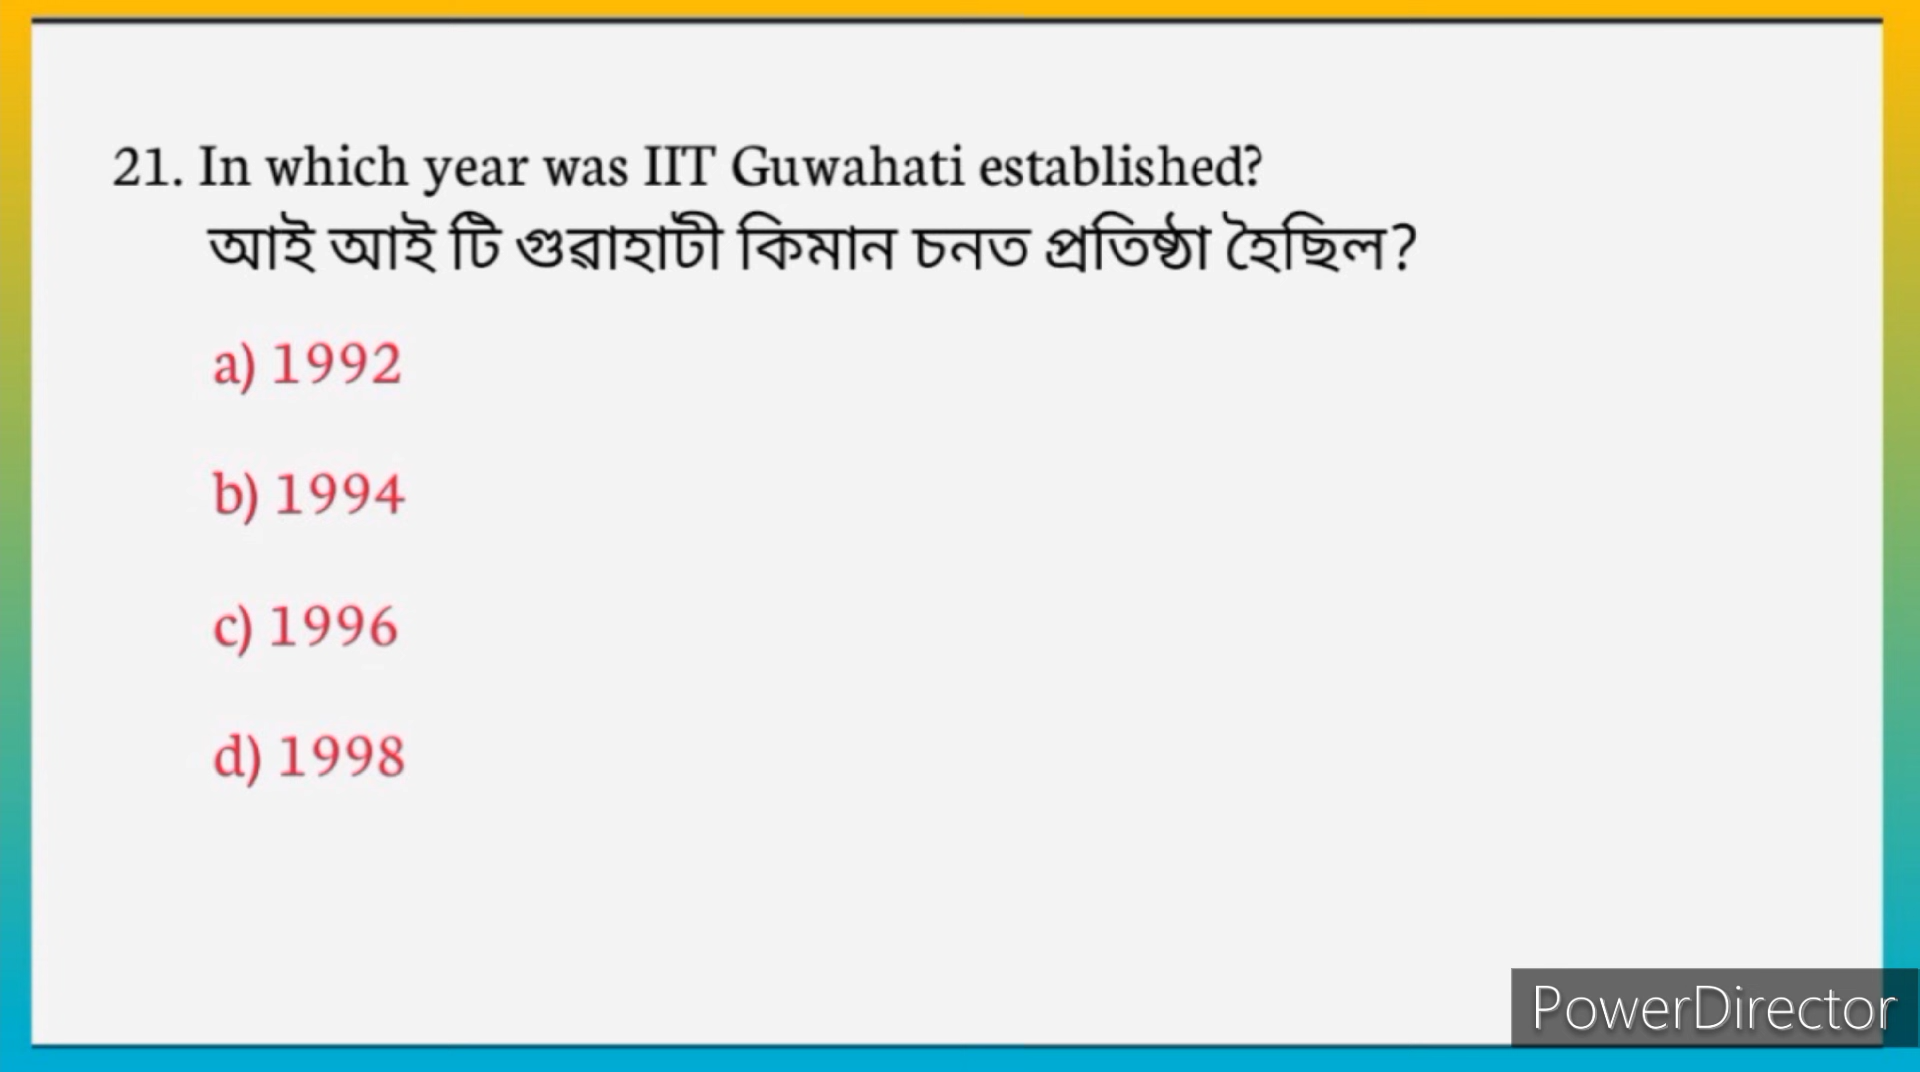 21. In which year was IIT Guwahati established?
আই আই টি গুৱাহাটী কিমান চনত প্ৰতিষ্ঠা হৈছিল?
a) 1992
b) 1994
c) 1996
d) 1998
PowerDirector